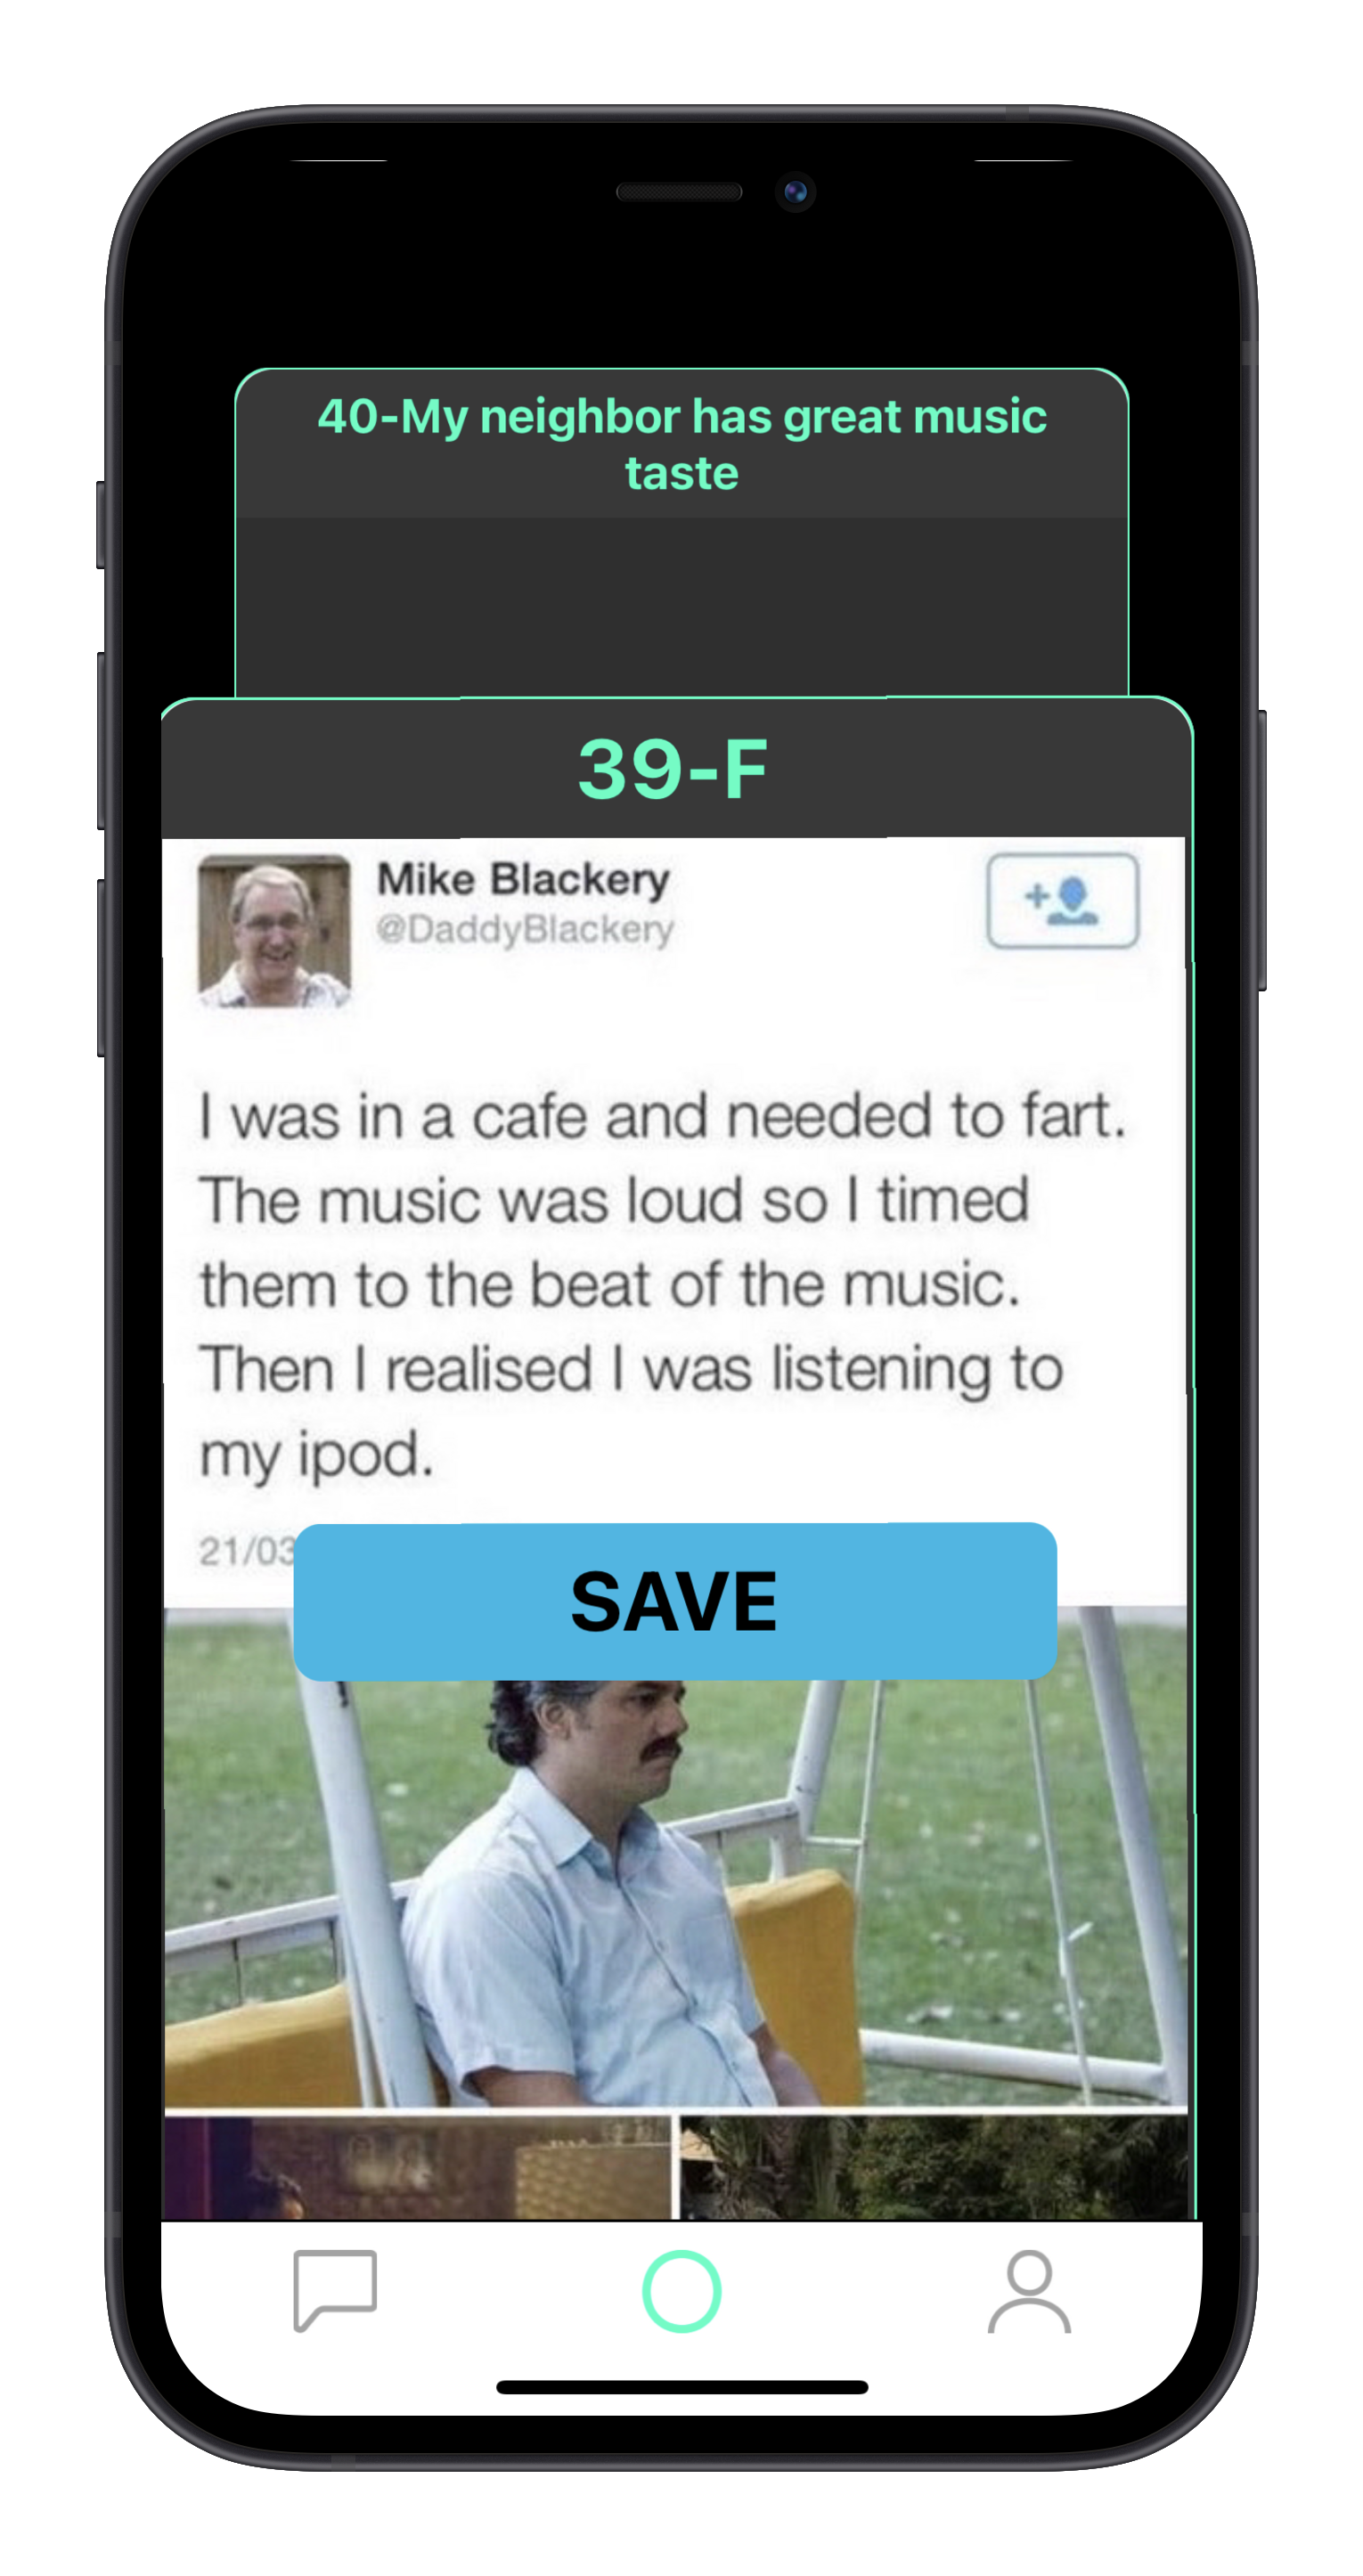 40-My neighbor has great music
taste
39-F
Mike Blackery
@DaddyBlackery
I was in a cafe and needed to fart.
The music was loud so I timed
them to the beat of the music.
Then I realised I was listening to
my ipod.
21/03
SAVE